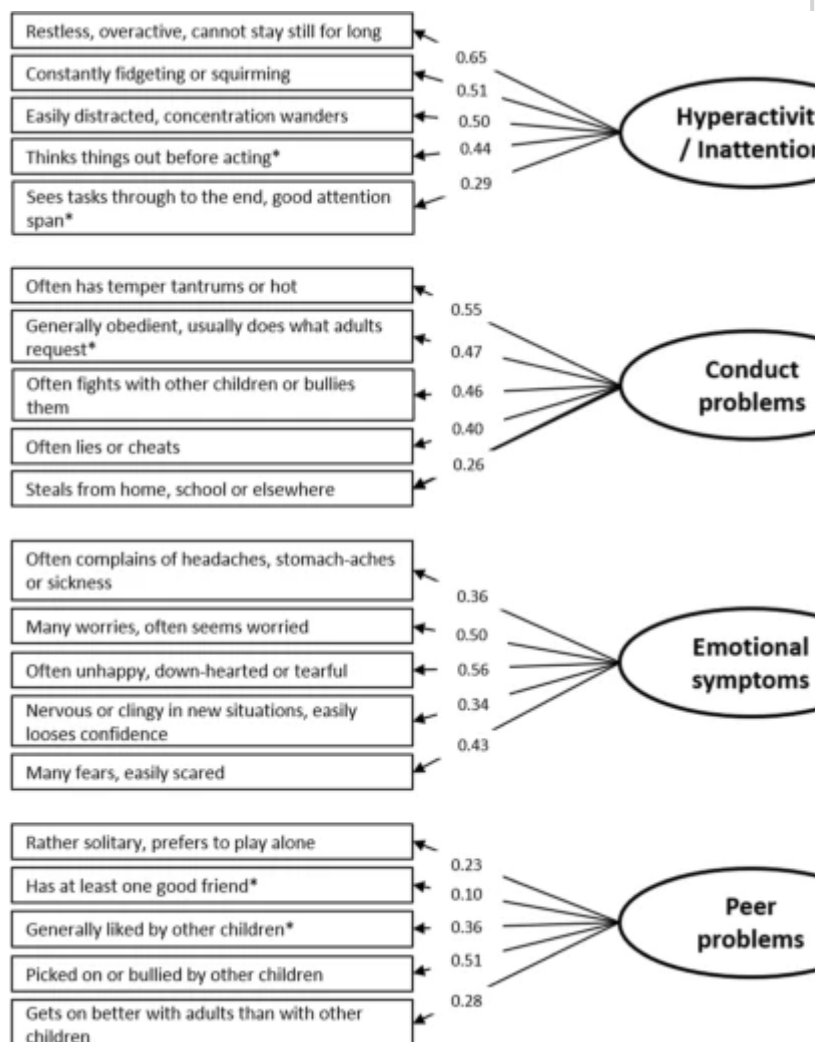 Restless, overactive, cannot stay still for long
0.65
Constantly fidgeting or squirming
0.51
Easily distracted, concentration wanders
0.50
Thinks things out before acting*
0.44
Sees tasks through to the end, good attention
span*
0.29
Hyperactivit
/ Inattention
Often has temper tantrums or hot
0.55
Generally obedient, usually does what adults
request*
0.47
Often fights with other children or bullies
them
0.46
Often lies or cheats
0.40
Steals from home, school or elsewhere
0.26
Conduct
problems
Often complains of headaches, stomach-aches
or sickness
0.36
Many worries, often seems worried
0.50
Often unhappy, down-hearted or tearful
0.56
Nervous or clingy in new situations, easily
looses confidence
0.34
Many fears, easily scared
0.43
Emotional
symptoms
Rather solitary, prefers to play alone
0.23
Has at least one good friend*
0.10
Generally liked by other children*
0.36
Picked on or bullied by other children
0.51
Gets on better with adults than with other
children
0.28
Peer
problems